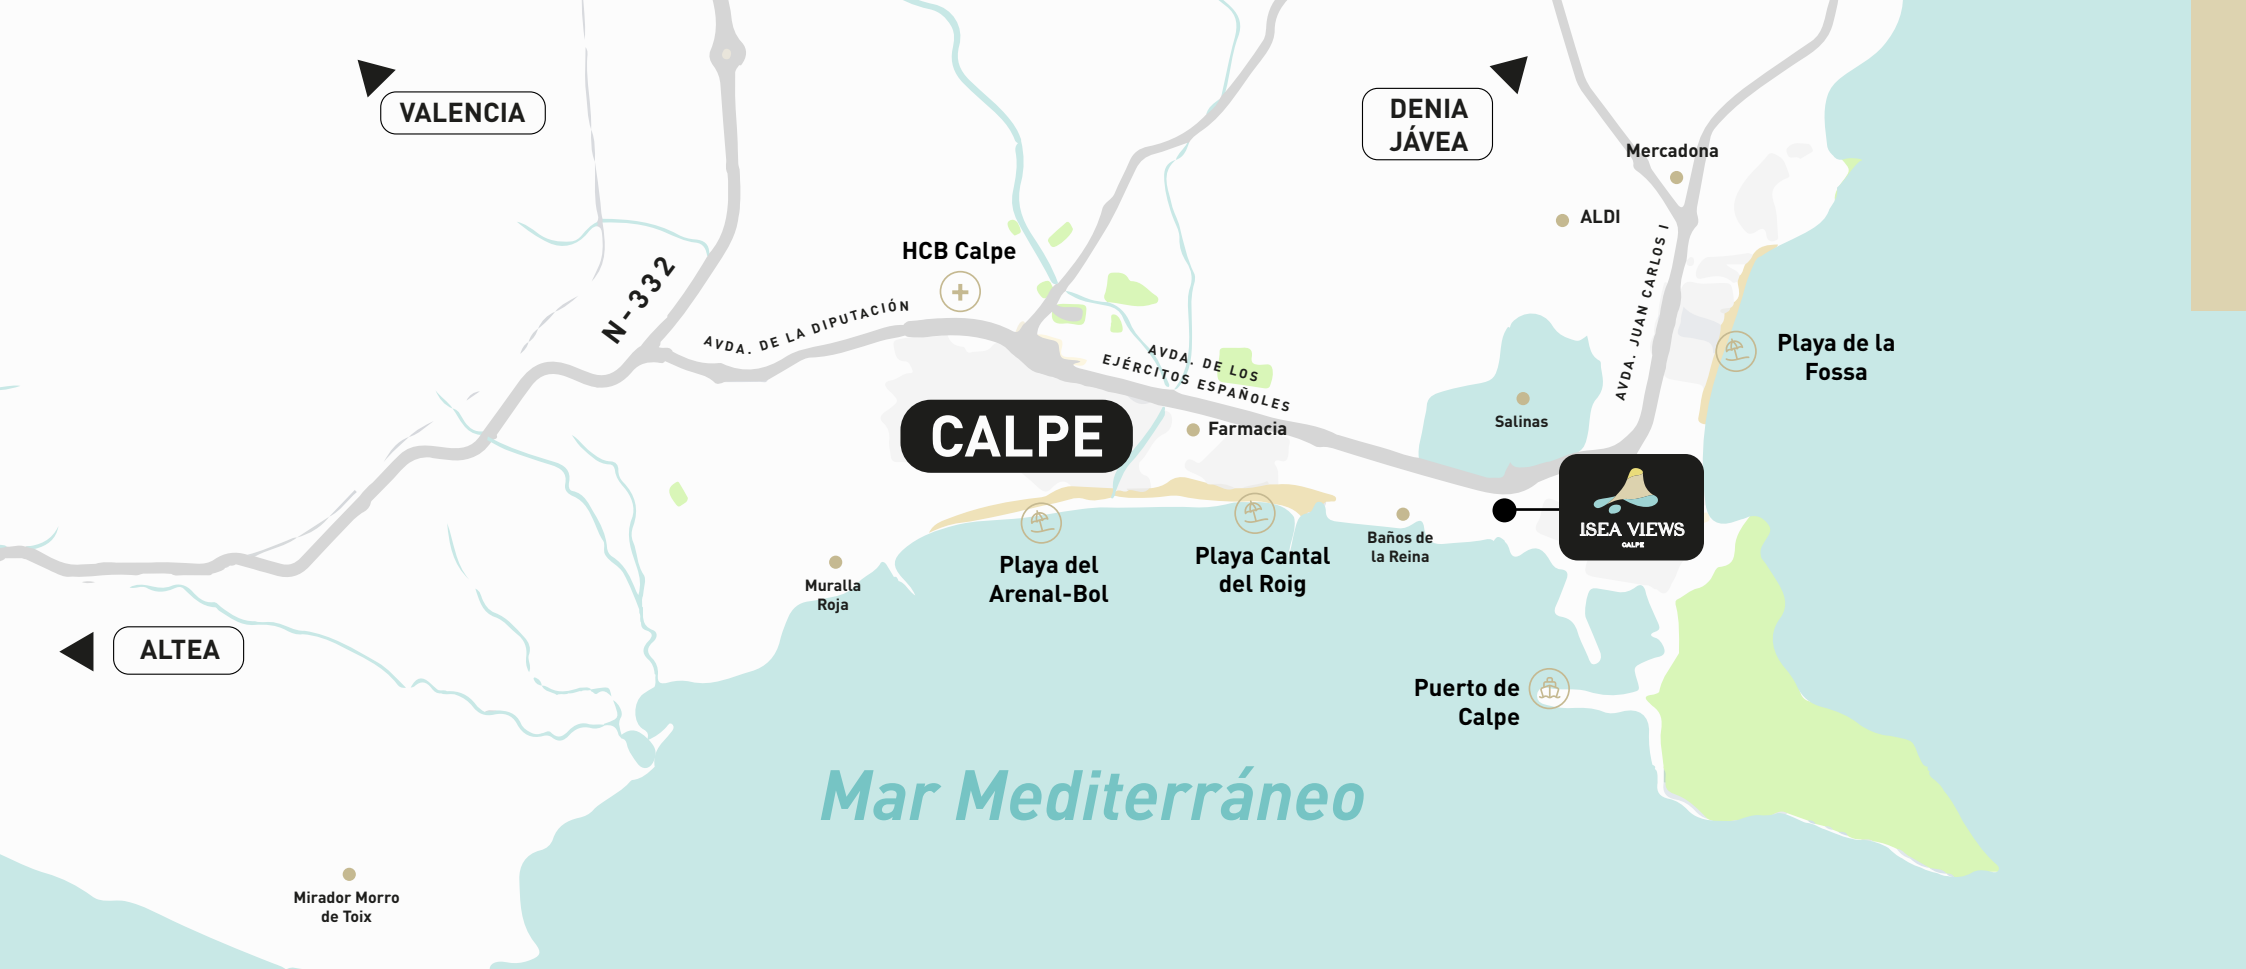 VALENCIA
DENIA
JÁVEA
Mercadona
ALDI
HCB Calpe
N-332
AVDA. DE LA DIPUTACIÓN
AVDA. JUAN CARLOS I
AVDA. DE LOS
EJÉRCITOS ESPAÑOLES
Playa de la
Fossa
Salinas
CALPE
Farmacia
ISEA VIEWS
CALPE
Baños de
la Reina
Playa Cantal
del Roig
Playa del
Arenal-Bol
Muralla
Roja
ALTEA
Puerto de
Calpe
Mar Mediterráneo
Mirador Morro
de Toix